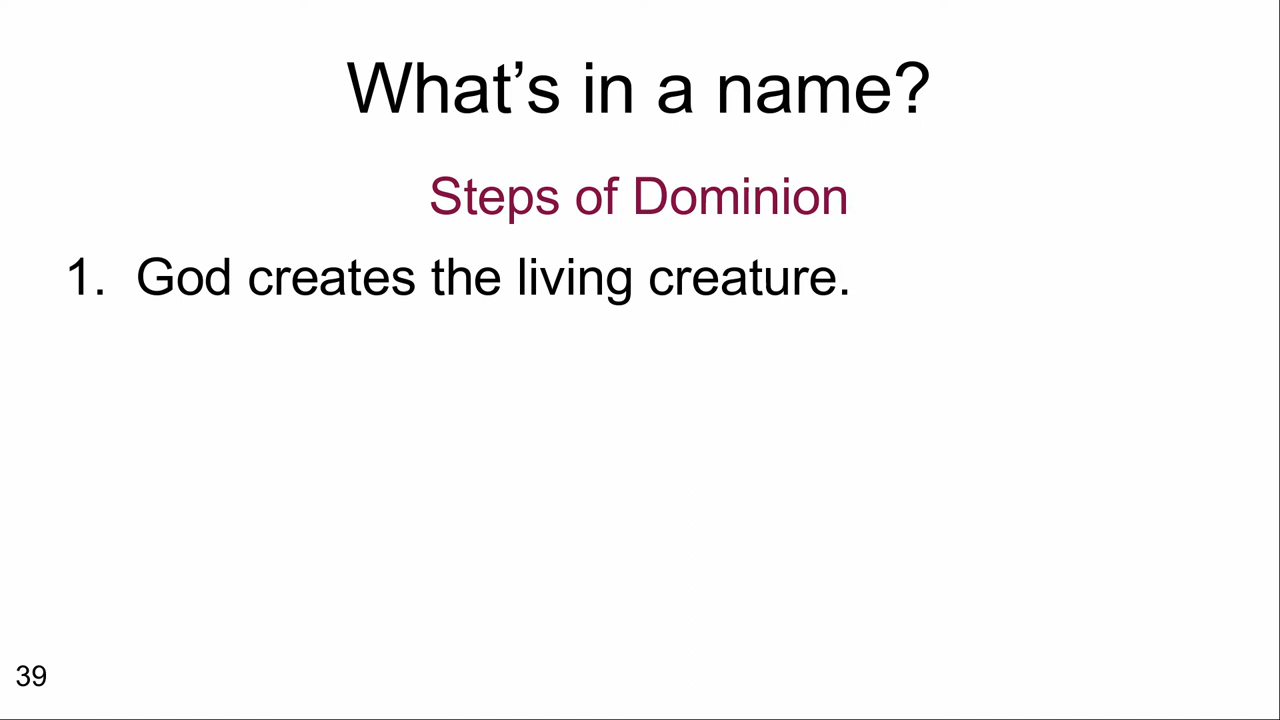 What’s in a name?
Steps of Dominion
1. God creates the living creature.
39